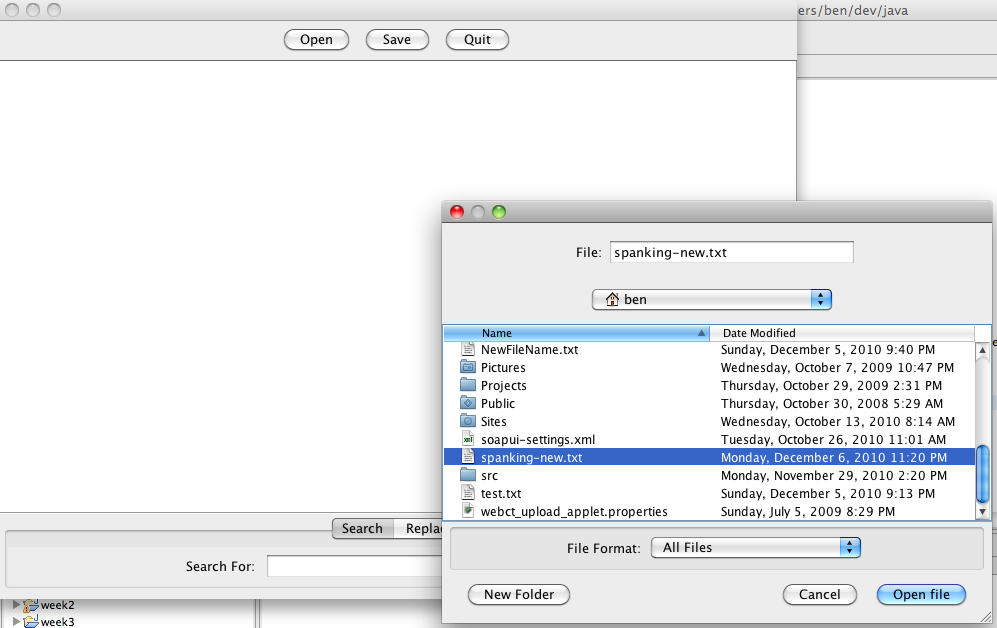 ers/ben/dev/java
Open Save Quit
File: spanking-new.txt
ben
Name Date Modified
NewFileName.txt Sunday, December 5, 2010 9:40 PM
Pictures Wednesday, October 7, 2009 10:47 PM
Projects Thursday, October 29, 2009 2:31 PM
Public Thursday, October 30, 2008 5:29 AM
Sites Wednesday, October 13, 2010 8:14 AM
soapui-settings.xml Tuesday, October 26, 2010 11:01 AM
spanking-new.txt Monday, December 6, 2010 11:20 PM
src Monday, November 29, 2010 2:20 PM
test.txt Sunday, December 5, 2010 9:13 PM
webct_upload_applet.properties Sunday, July 5, 2009 8:29 PM
Search Repla
File Format: All Files
Search For:
New Folder Cancel Open file
week2
week3